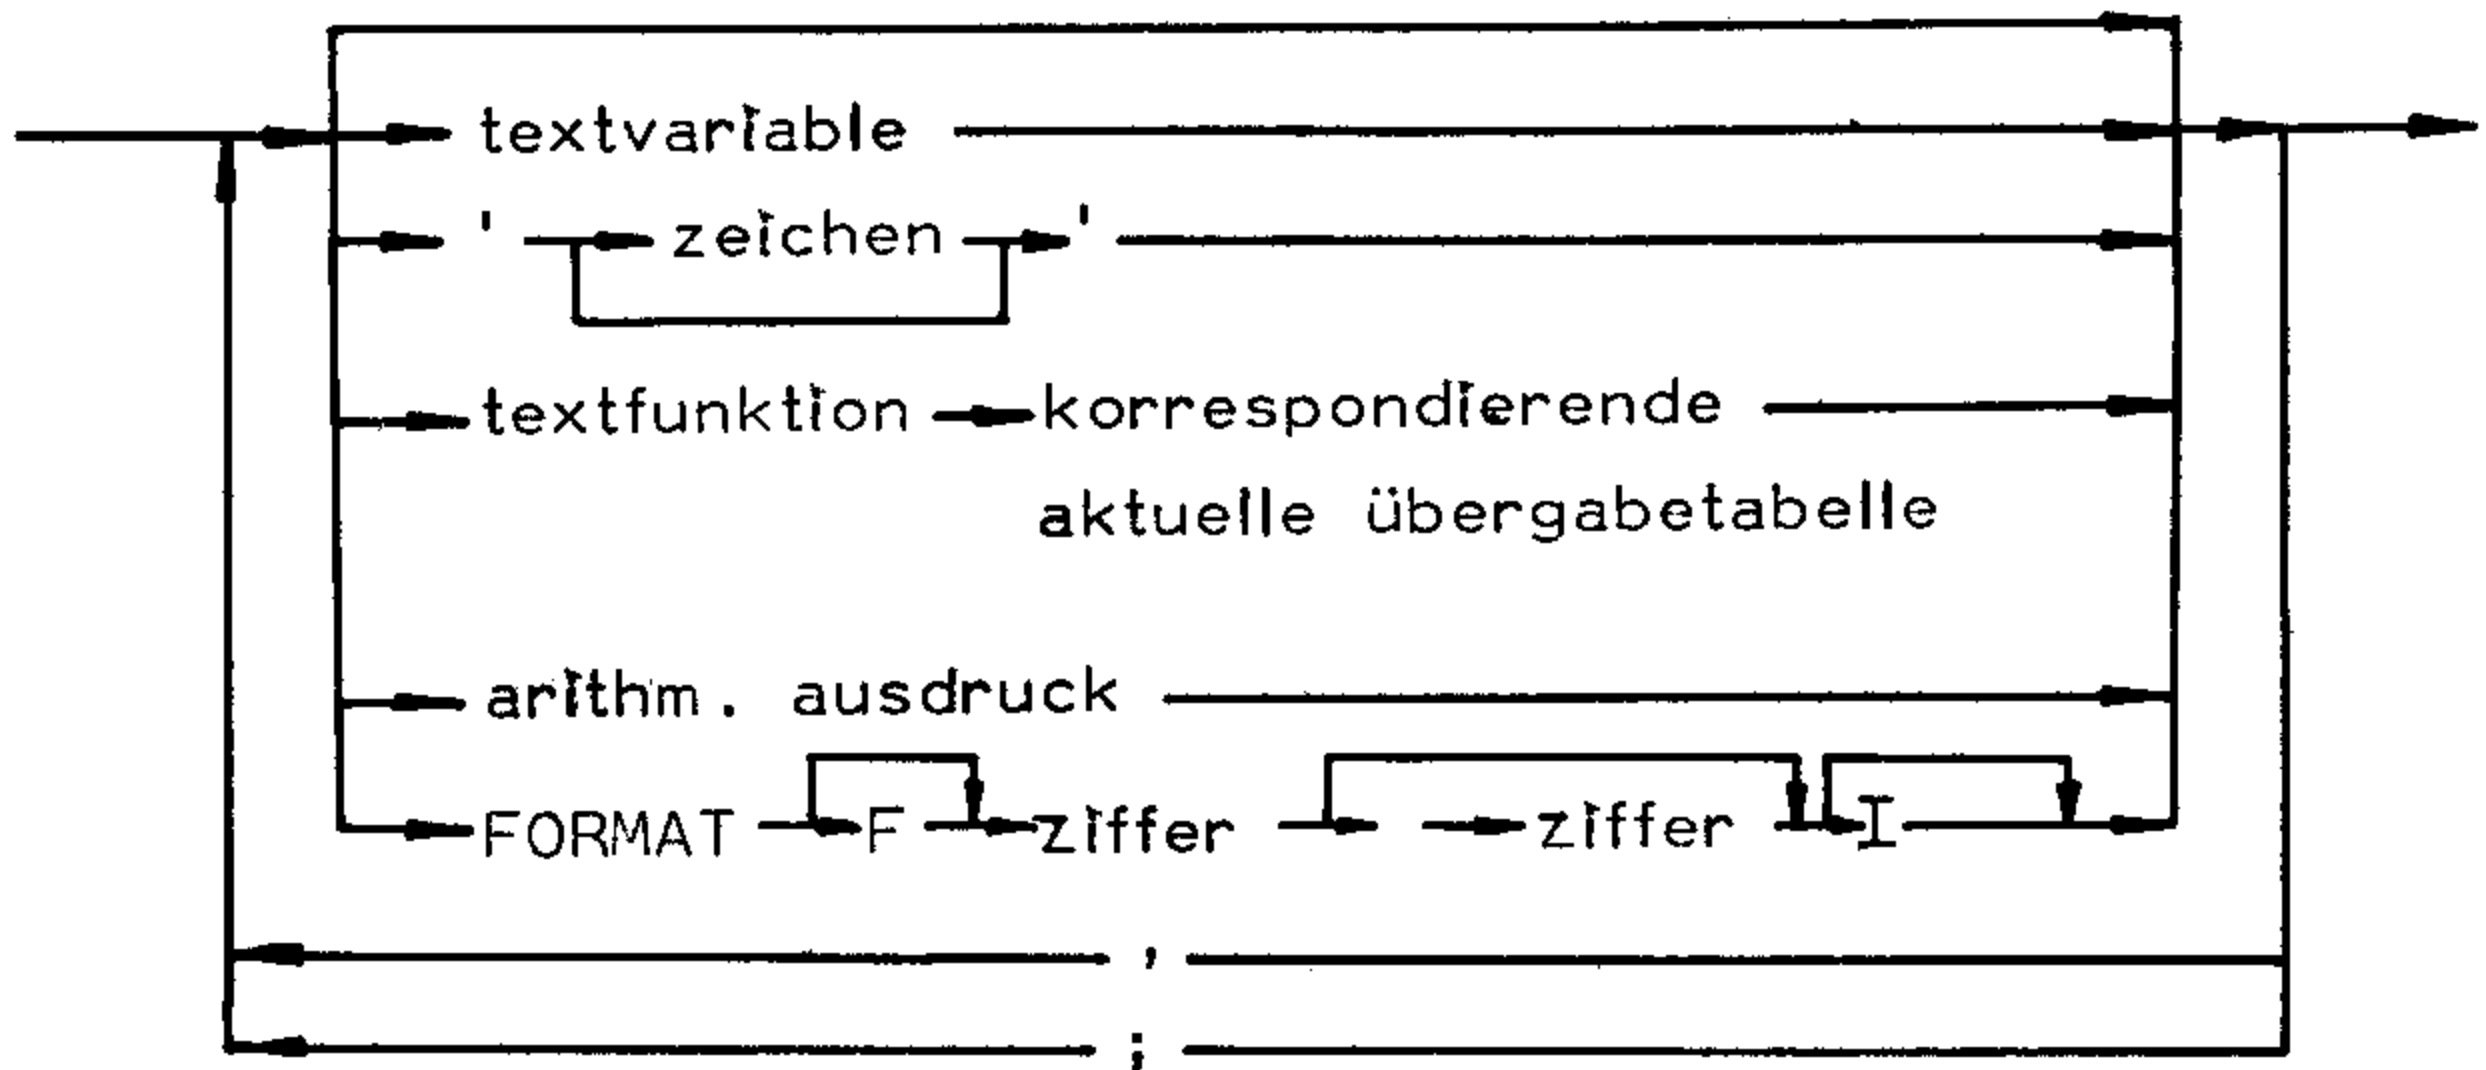 textvariable
' zeichen '
textfunktion korrespondierende
aktuelle übergabetabelle
arithm. ausdruck
FORMAT F ziffer ziffer I
,
;